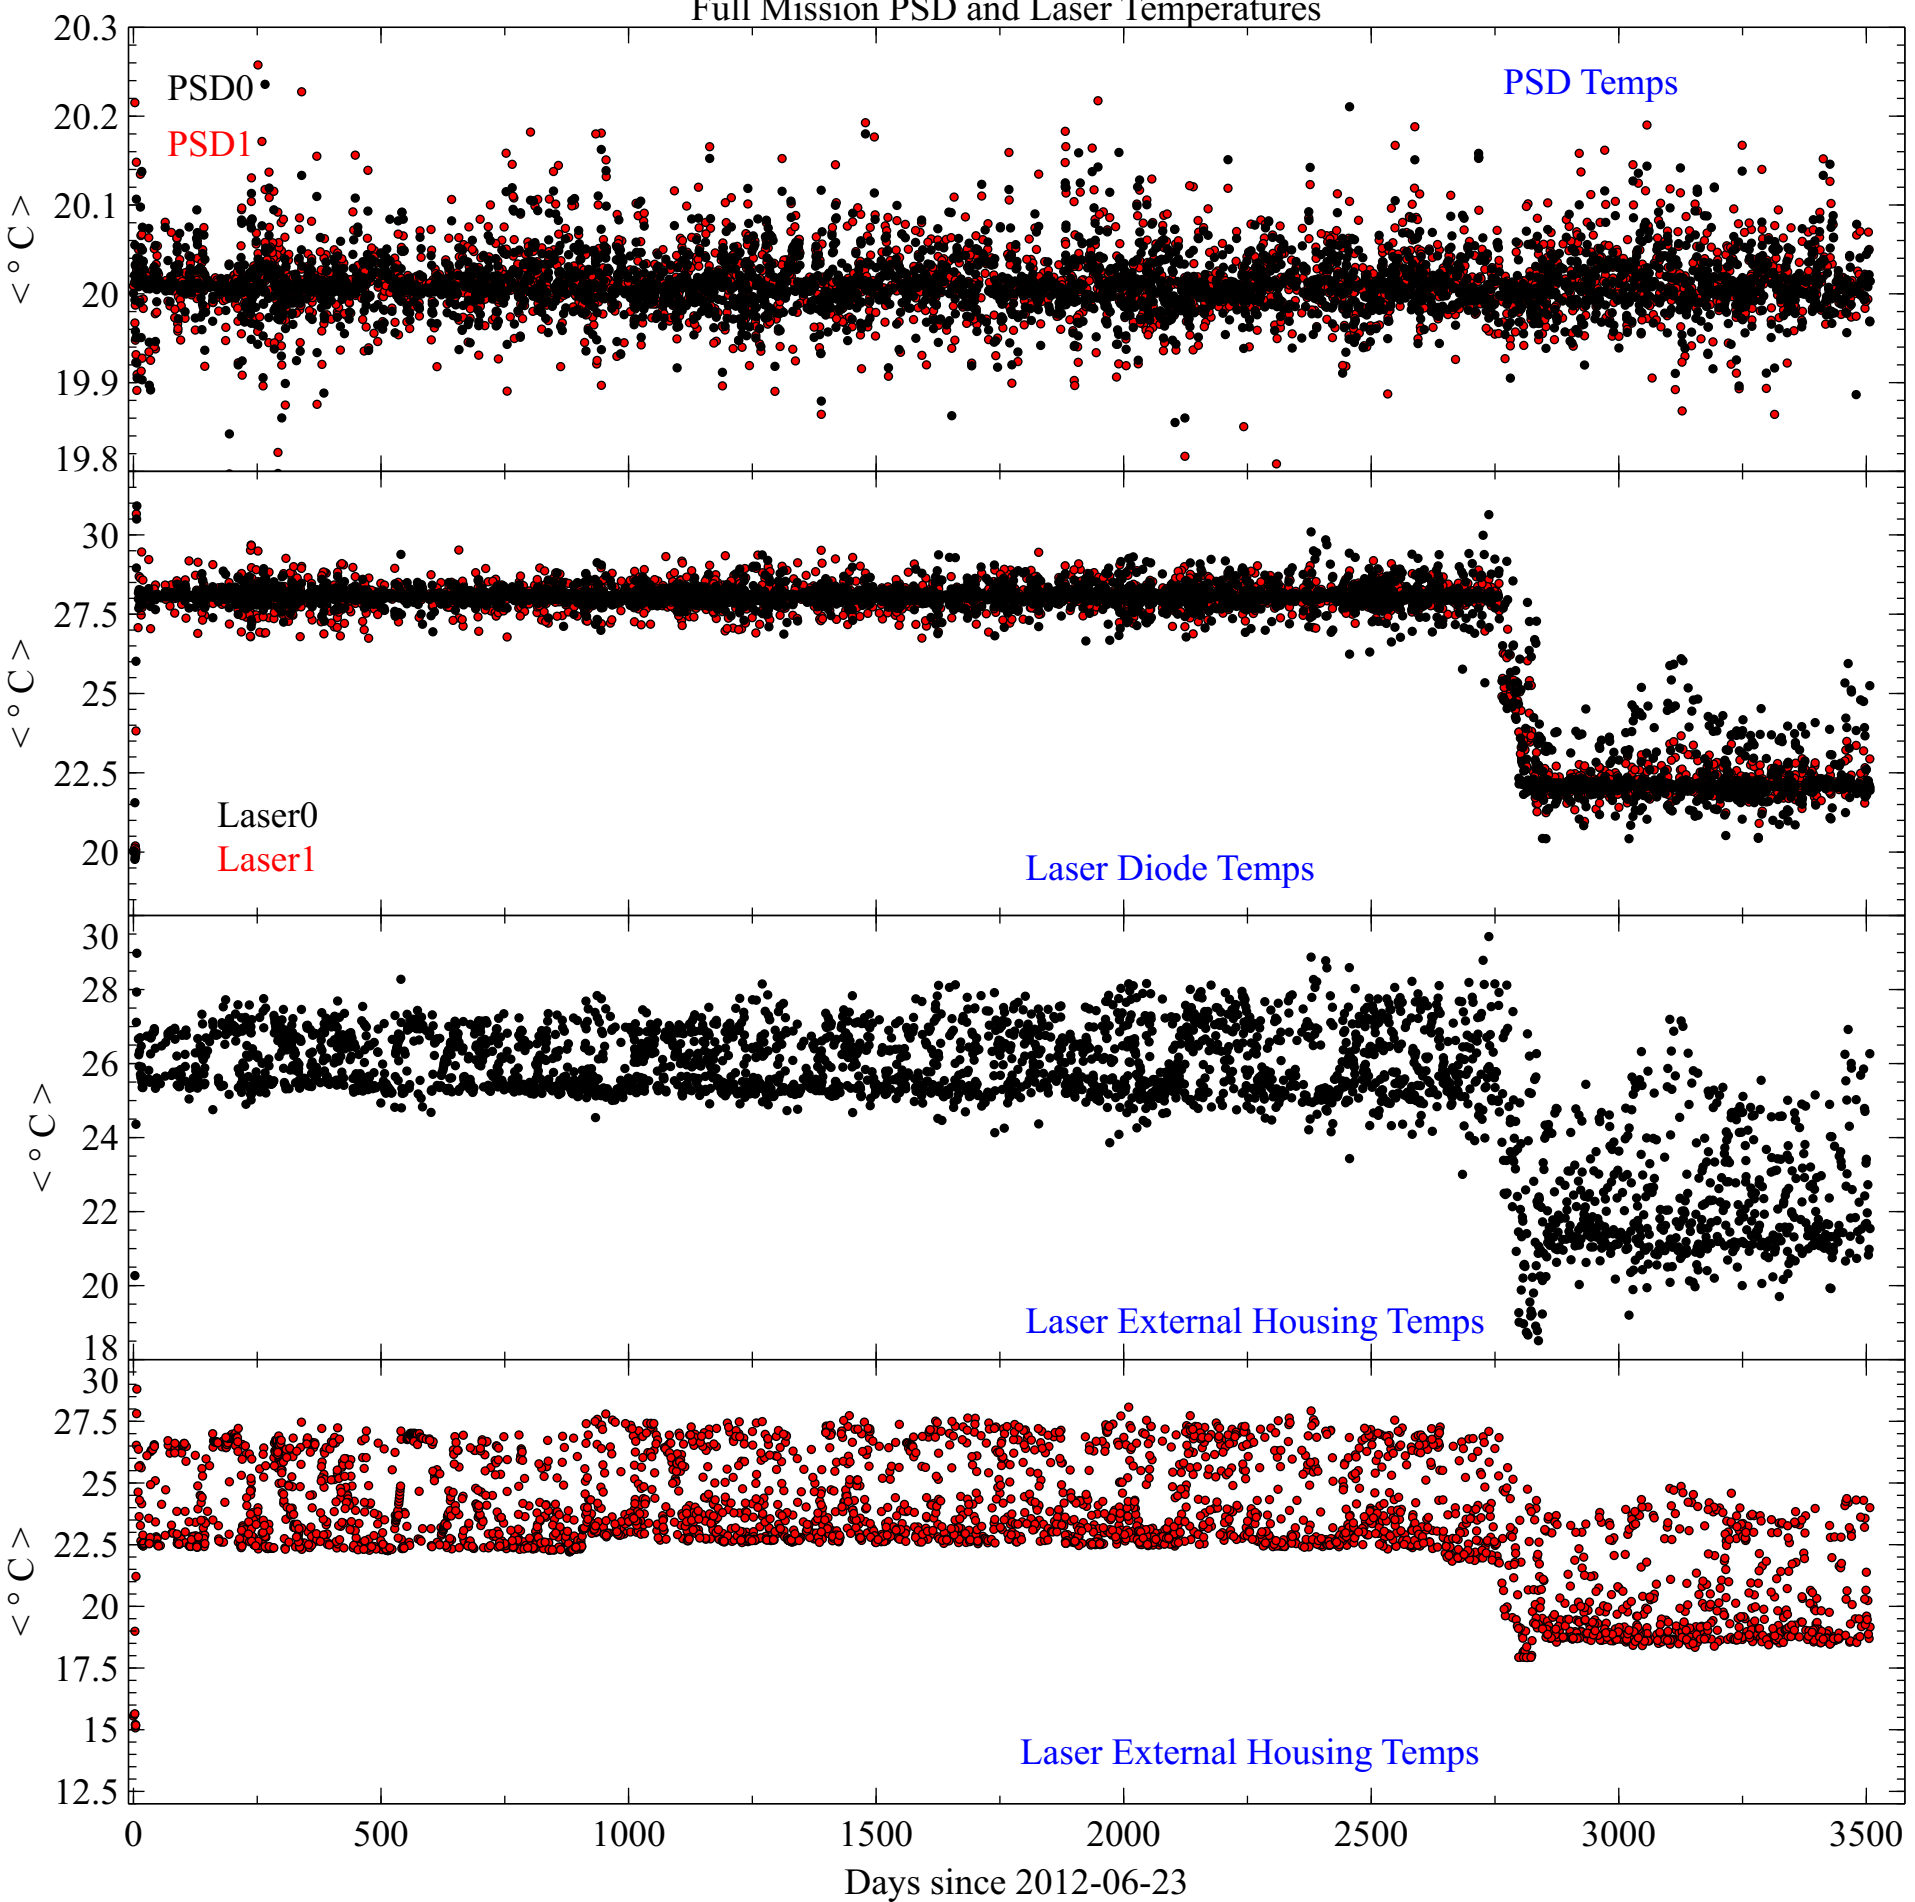 Full Mission PSD and Laser Temperatures
20.3
PSD0
PSD Temps
20.2
PSD1
20.1
< ° C >
20
19.9
19.8
30
27.5
< ° C >
25
22.5
Laser0
20
Laser1
Laser Diode Temps
30
28
26
< ° C >
24
22
20
Laser External Housing Temps
18
30
27.5
25
22.5
< ° C >
20
17.5
15
Laser External Housing Temps
12.5
0 500 1000 1500 2000 2500 3000 3500
Days since 2012-06-23